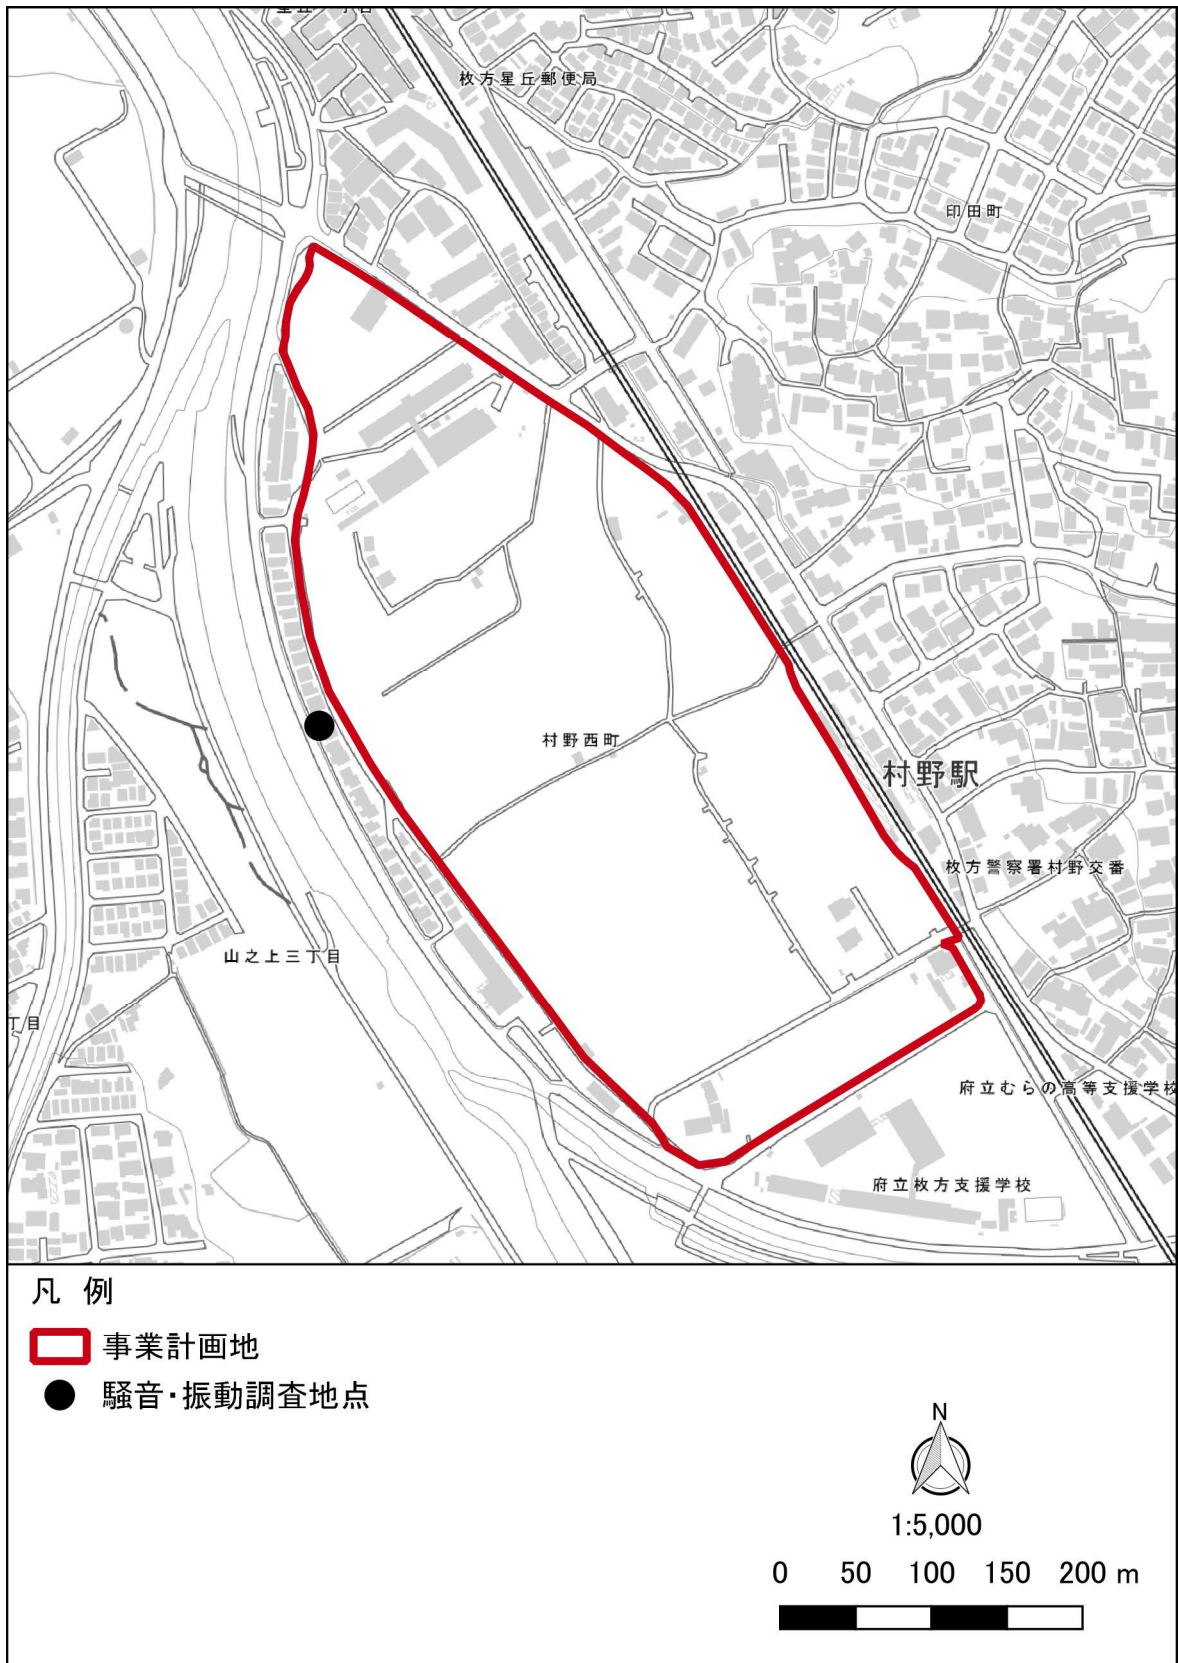 枚方星丘郵便局
印田町
村野西町
村野駅
枚方警察署村野交番
山之上三丁目
丁目
府立むらの高等支援学校
府立枚方支援学校
凡 例
事業計画地
騒音・振動調査地点
N
1:5,000
0 50 100 150 200 m